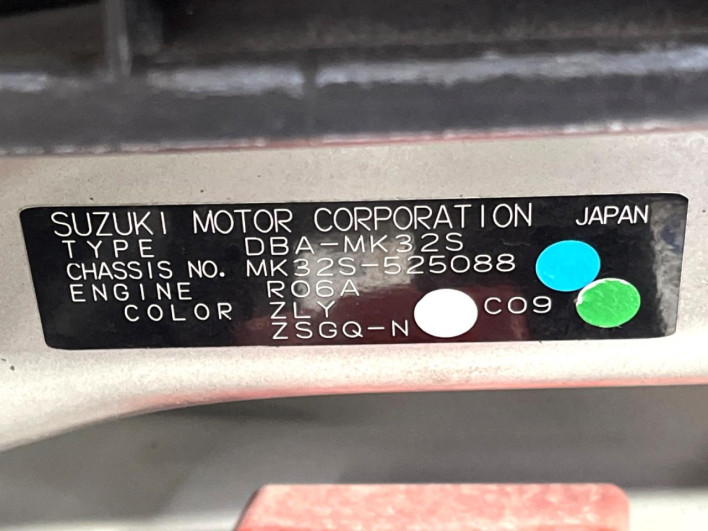 SUZUKI MOTOR CORPORATION JAPAN
TYPE DBA-MK32S
CHASSIS NO. MK32S-525088
ENGINE R06A
COLOR ZLY C09
ZSGQ-N